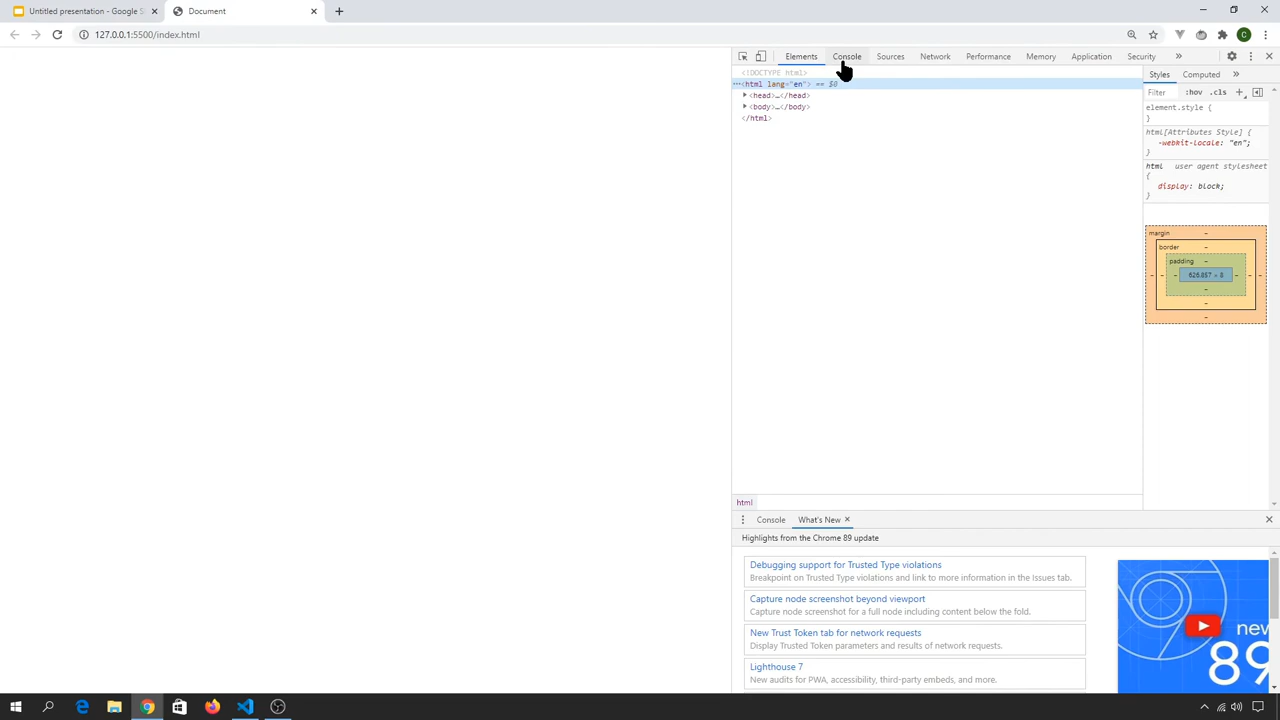 Untitled presentation - Google S
Document
127.0.0.1:5500/index.html
C
Elements
Console
Sources
Network
Performance
Memory
Application
Security
<!DOCTYPE html>
<html lang="en"> == $0
<head>…</head>
<body>…</body>
</html>
Styles
Computed
Filter
:hov
.cls
element.style {
}
html[Attributes Style] {
-webkit-locale: "en";
}
html user agent stylesheet
{
display: block;
}
margin
border
padding
626.857 × 8
html
Console
What's New
Highlights from the Chrome 89 update
Debugging support for Trusted Type violations
Breakpoint on Trusted Type violations and link to more information in the Issues tab.
Capture node screenshot beyond viewport
Capture node screenshot for a full node including content below the fold.
New Trust Token tab for network requests
Display Trusted Token parameters and results of network requests.
Lighthouse 7
New audits for PWA, accessibility, third-party embeds, and more.
new
89